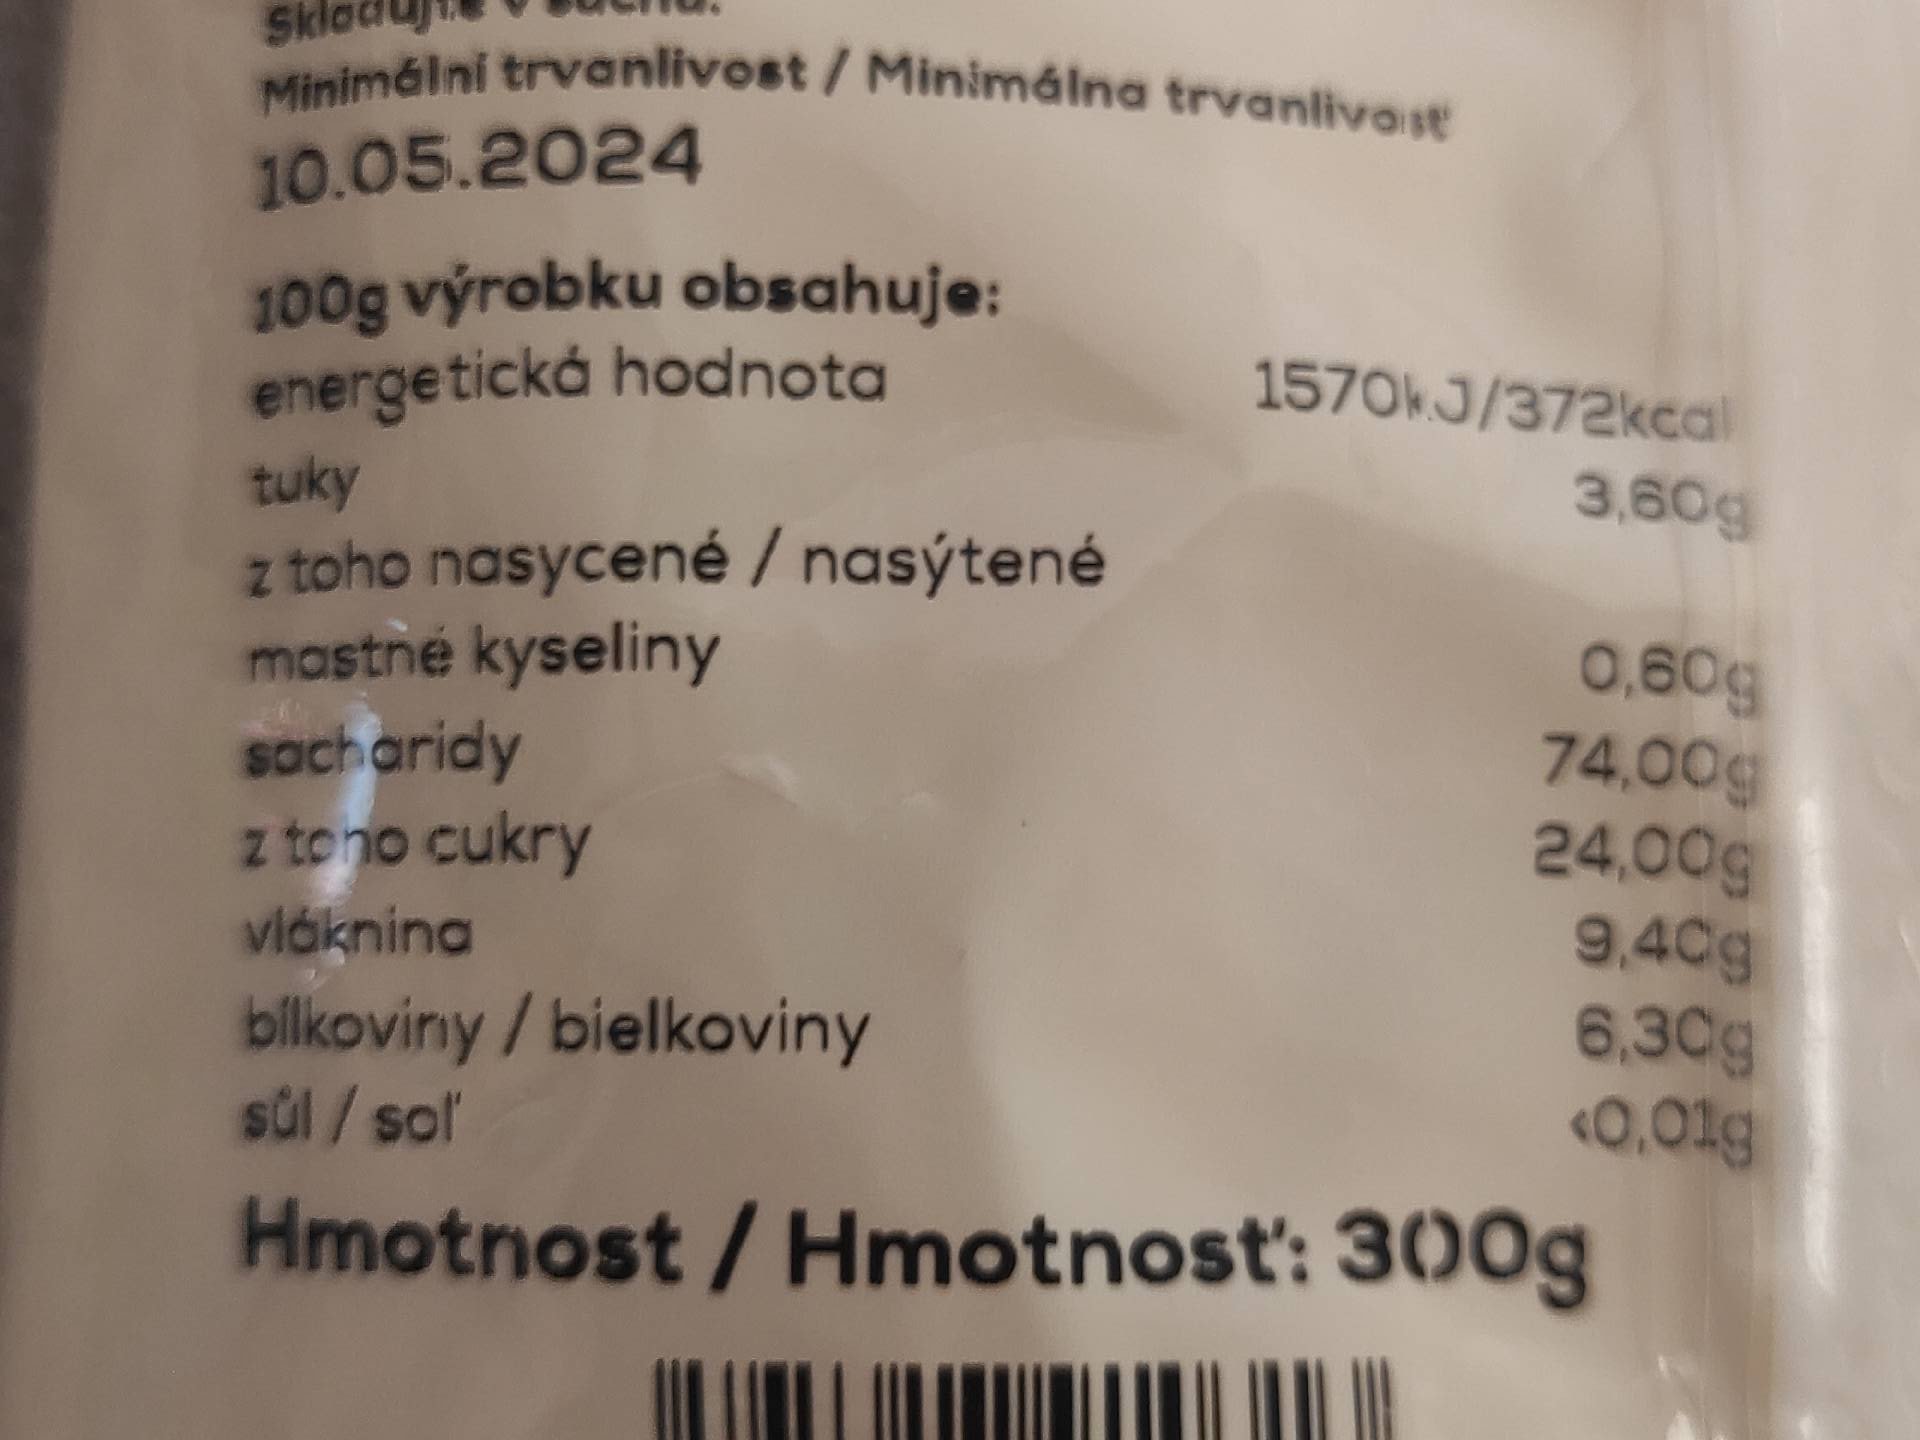 Skladujte v suchu.
Minimální trvanlivost / Minimálna trvanlivosť
10.05.2024
100g výrobku obsahuje:
energetická hodnota 1570kJ/372kcal
tuky 3,60g
z toho nasycené / nasýtené
mastné kyseliny 0,60g
sacharidy 74,00g
z toho cukry 24,00g
vláknina 9,40g
bílkoviny / bielkoviny 6,30g
sůl / soľ <0,01g
Hmotnost / Hmotnosť: 300g